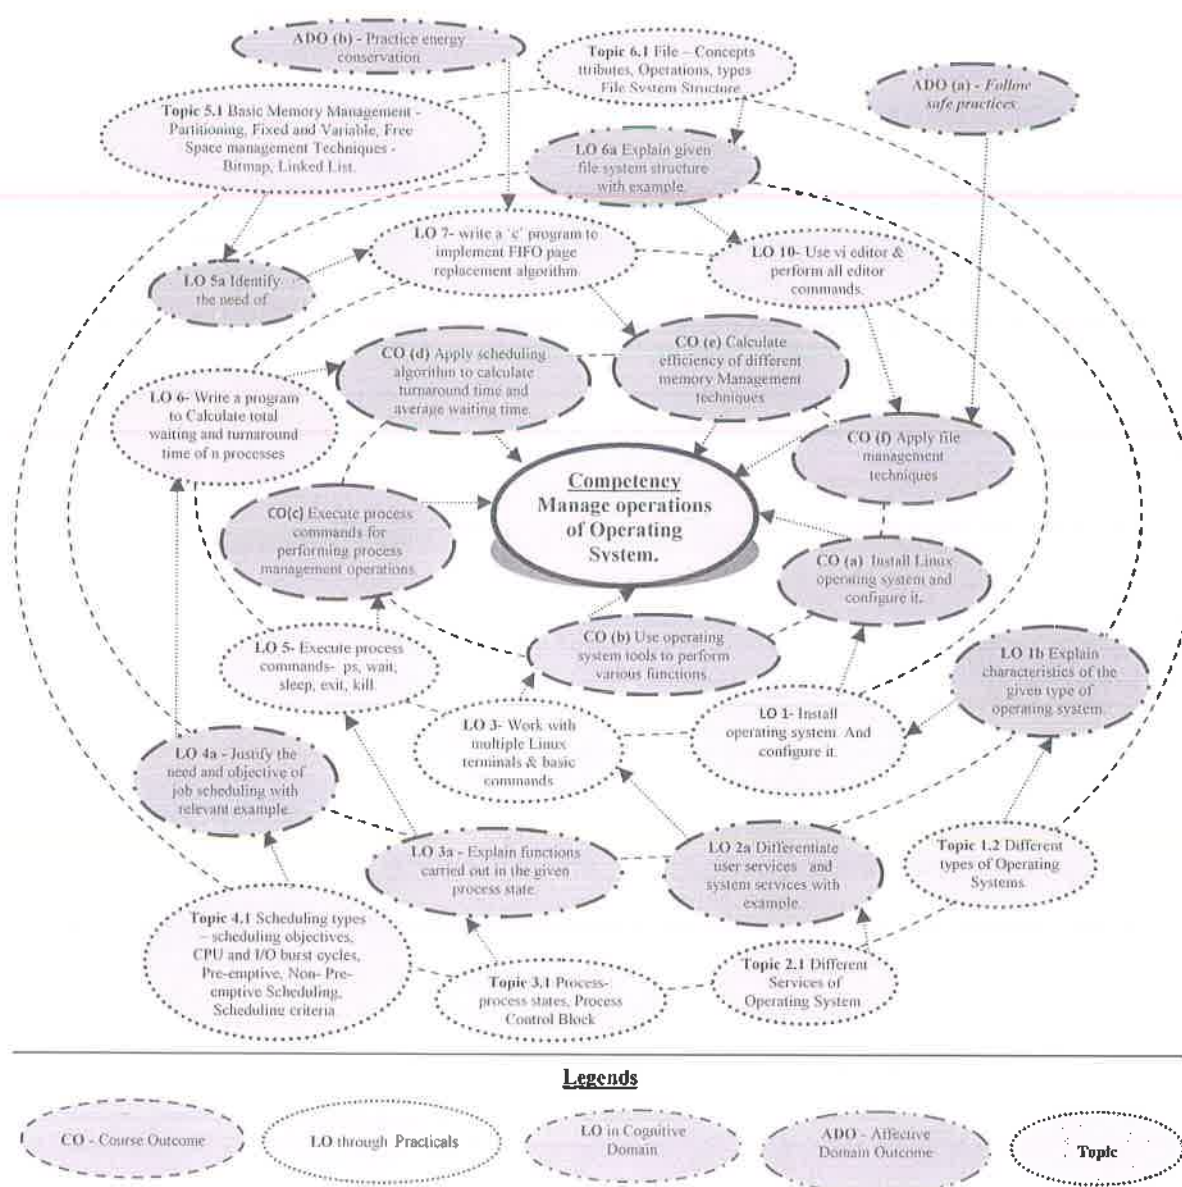 ADO (b) - Practice energy
conservation
Topic 6.1 File – Concepts
ttributes, Operations, types
File System Structure
ADO (a) - Follow
safe practices
Topic 5.1 Basic Memory Management -
Partitioning, Fixed and Variable, Free
Space management Techniques -
Bitmap, Linked List.
LO 6a Explain given
file system structure
with example.
LO 7- write a 'c' program to
implement FIFO page
replacement algorithm
LO 10- Use vi editor &
perform all editor
commands.
LO 5a Identify
the need of
CO (d) Apply scheduling
algorithm to calculate
turnaround time and
average waiting time.
CO (e) Calculate
efficiency of different
memory Management
techniques
LO 6- Write a program
to Calculate total
waiting and turnaround
time of n processes
CO (f) Apply file
management
techniques
Competency
Manage operations
of Operating
System.
CO(c) Execute process
commands for
performing process
management operations.
CO (a) Install Linux
operating system and
configure it.
CO (b) Use operating
system tools to perform
various functions.
LO 5- Execute process
commands- ps, wait,
sleep, exit, kill
LO 1b Explain
characteristics of the
given type of
operating system.
LO 3- Work with
multiple Linux
terminals & basic
commands
LO 1- Install
operating system. And
configure it.
LO 4a - Justify the
need and objective of
job scheduling with
relevant example.
LO 3a - Explain functions
carried out in the given
process state.
LO 2a Differentiate
user services and
system services with
example.
Topic 1.2 Different
types of Operating
Systems
Topic 4.1 Scheduling types
– scheduling objectives,
CPU and I/O burst cycles,
Pre-emptive, Non- Pre-
emptive Scheduling,
Scheduling criteria
Topic 3.1 Process-
process states, Process
Control Block
Topic 2.1 Different
Services of
Operating System
Legends
CO - Course Outcome
LO through Practicals
LO in Cognitive
Domain
ADO - Affective
Domain Outcome
Topic